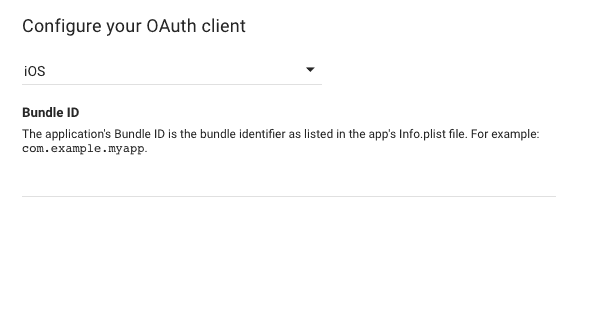 Configure your OAuth client
iOS
Bundle ID
The application's Bundle ID is the bundle identifier as listed in the app's Info.plist file. For example:
com.example.myapp.